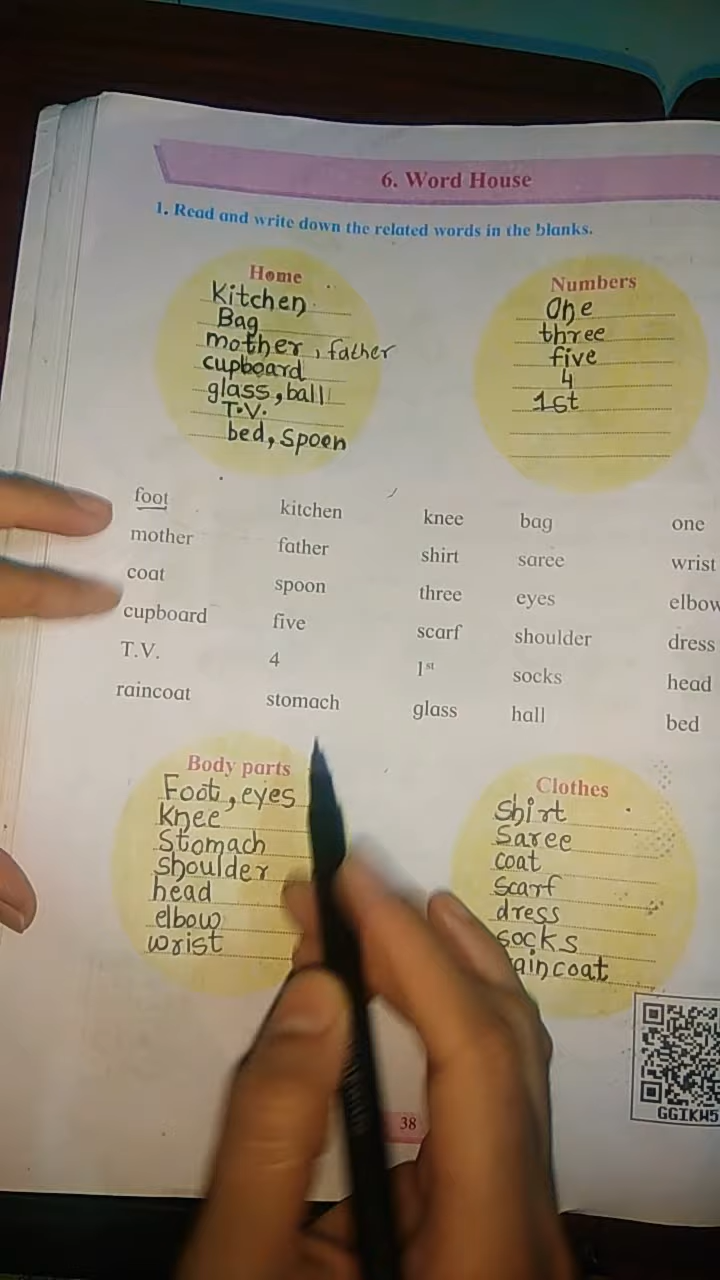 6. Word House
1. Read and write down the related words in the blanks.
Home
Kitchen
Bag
mother, father
cupboard
glass, ball
T.V.
bed, spoon
Numbers
One
three
five
4
1st
foot kitchen knee bag one
mother father shirt saree wrist
coat spoon three eyes elbow
cupboard five scarf shoulder dress
T.V. 4 1st socks head
raincoat stomach glass hall bed
Body parts
Foot, eyes
Knee
Stomach
Shoulder
head
elbow
wrist
Clothes
Shirt
Saree
coat
Scarf
dress
socks
raincoat
GGIKW5
38